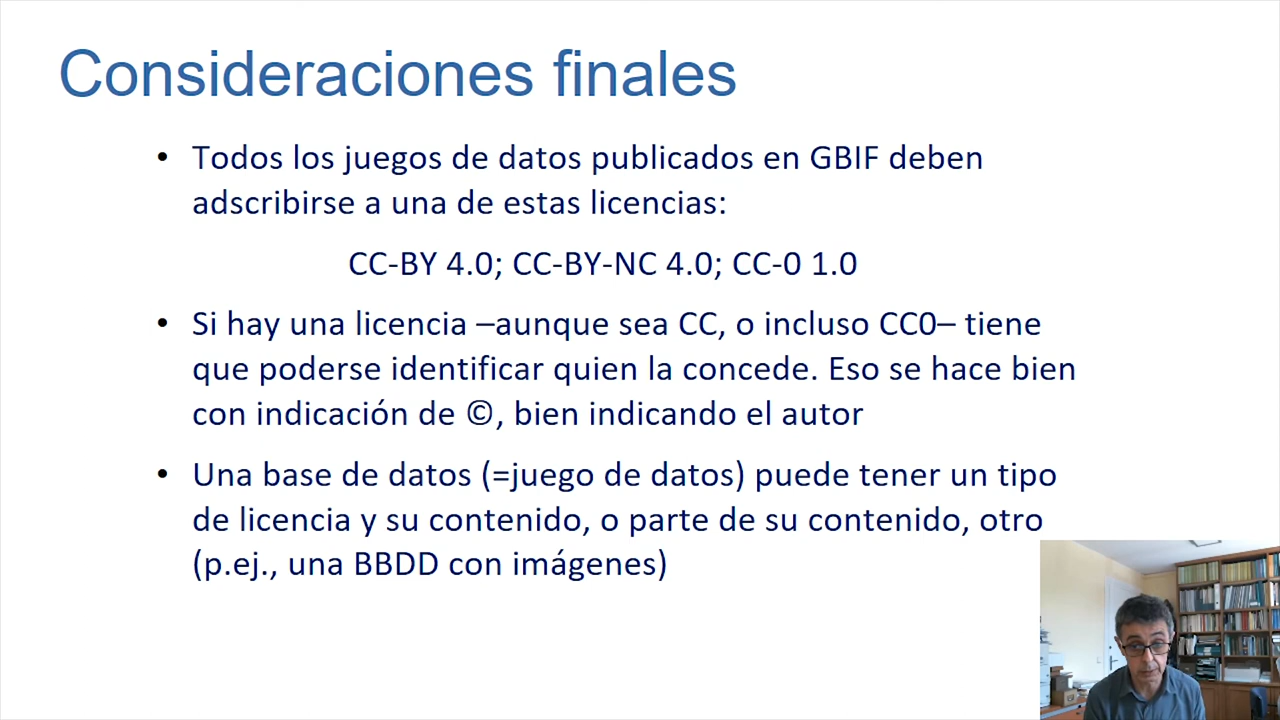 Consideraciones finales
• Todos los juegos de datos publicados en GBIF deben
adscribirse a una de estas licencias:
CC-BY 4.0; CC-BY-NC 4.0; CC-0 1.0
• Si hay una licencia –aunque sea CC, o incluso CC0– tiene
que poderse identificar quien la concede. Eso se hace bien
con indicación de ©, bien indicando el autor
• Una base de datos (=juego de datos) puede tener un tipo
de licencia y su contenido, o parte de su contenido, otro
(p.ej., una BBDD con imágenes)